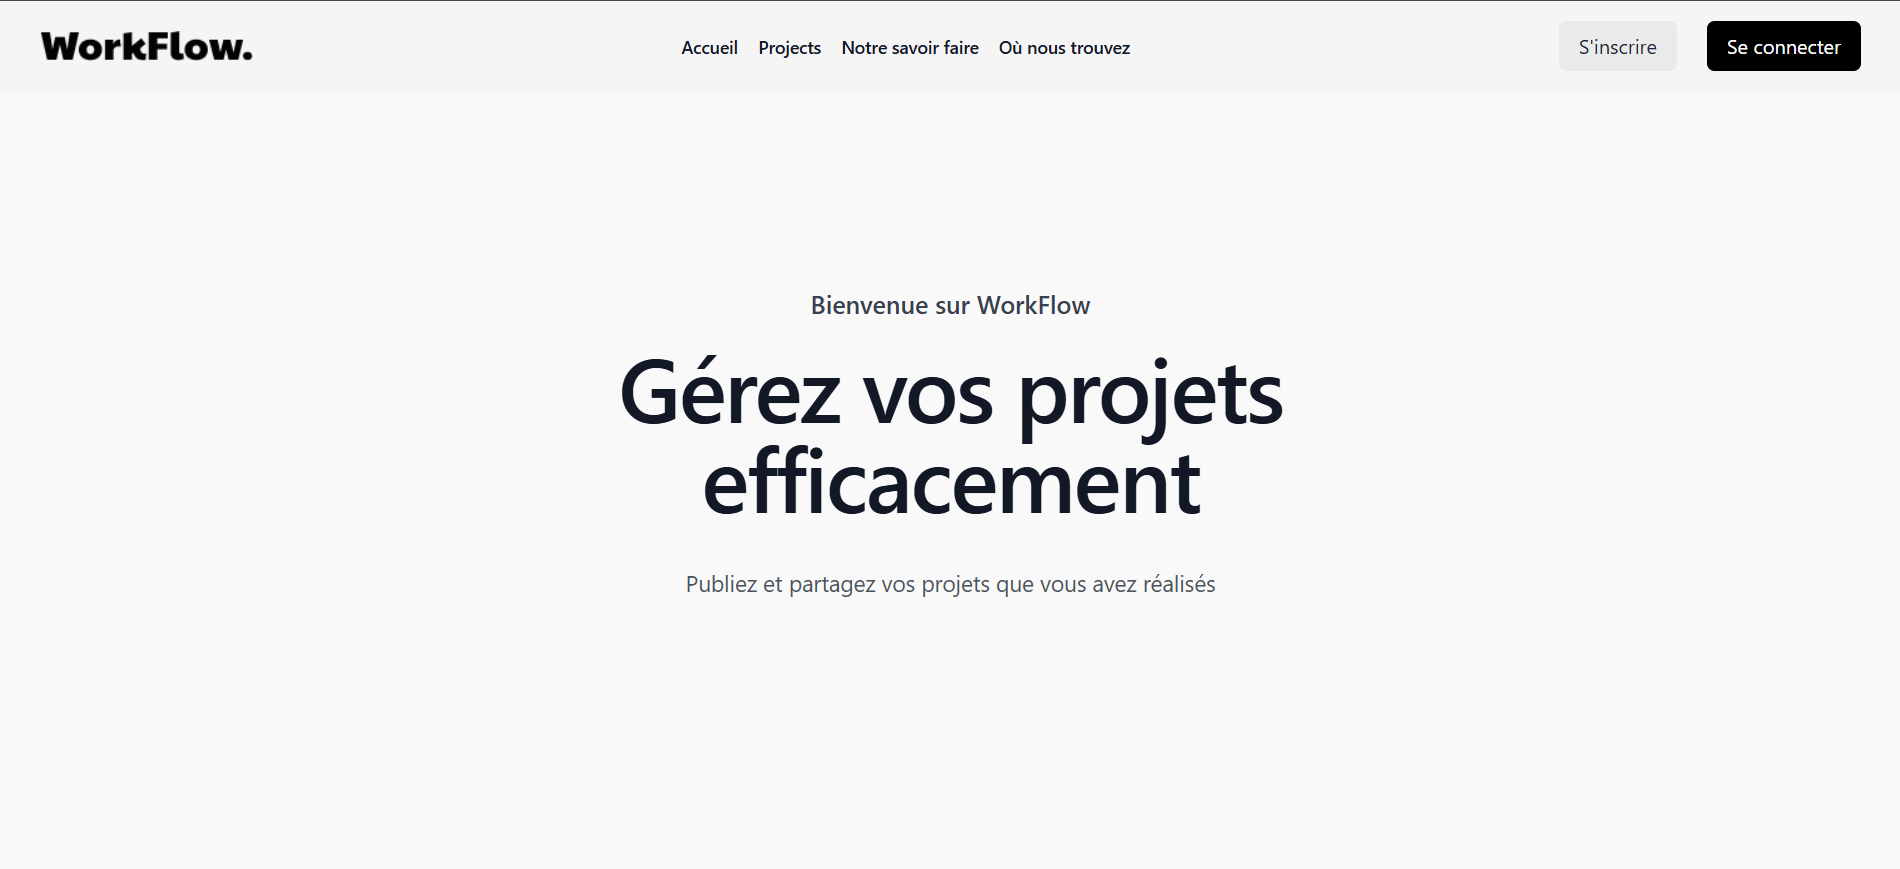 WorkFlow.
Accueil Projects Notre savoir faire Où nous trouvez
S'inscrire
Se connecter
Bienvenue sur WorkFlow
Gérez vos projets
efficacement
Publiez et partagez vos projets que vous avez réalisés